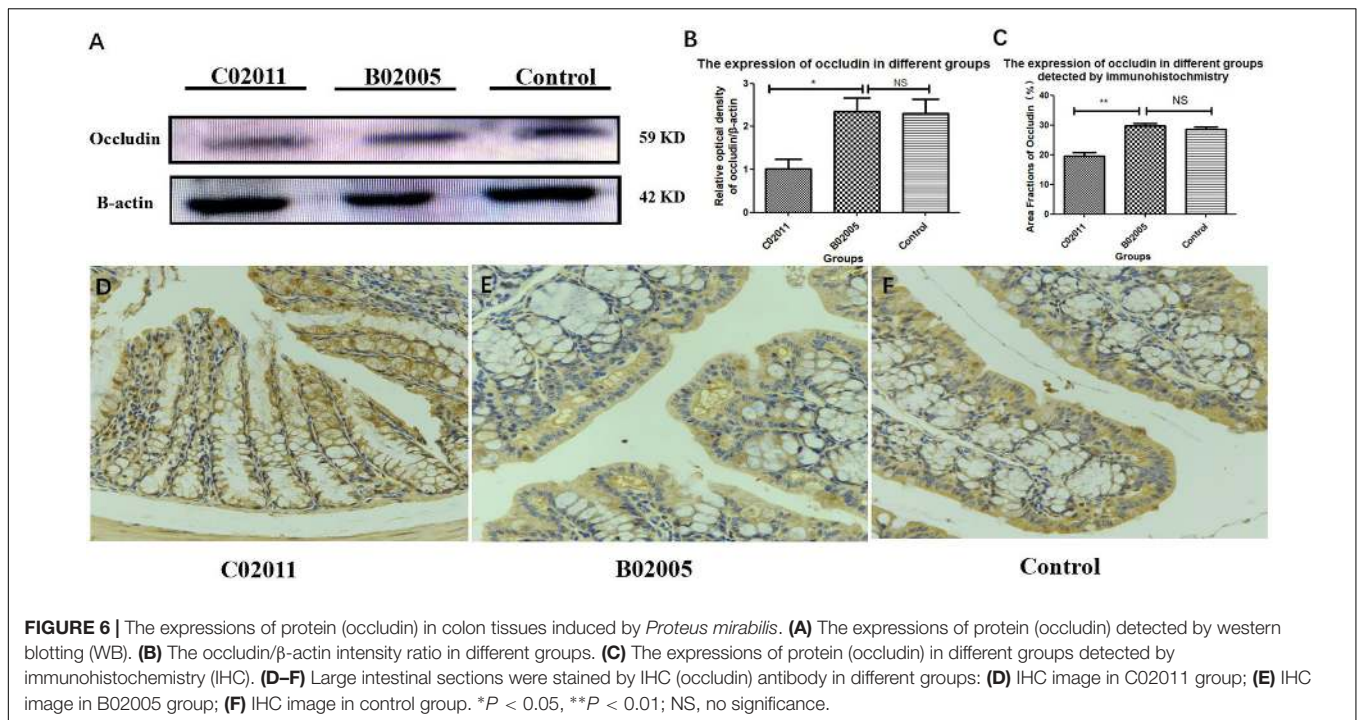 A
C02011 B02005 Control
Occludin 59 KD
B-actin 42 KD
B
The expression of occludin in different groups
Relative optical density
of occludin/β-actin
3
2
1
0
* NS
C02011 B02005 Control
Groups
C
The expression of occludin in different groups
detected by immunohistochmistry
Area Fractions of Occludin (%)
40
30
20
10
0
** NS
C02011 B02005 Control
Groups
D E F
C02011 B02005 Control
FIGURE 6 | The expressions of protein (occludin) in colon tissues induced by Proteus mirabilis. (A) The expressions of protein (occludin) detected by western
blotting (WB). (B) The occludin/β-actin intensity ratio in different groups. (C) The expressions of protein (occludin) in different groups detected by
immunohistochemistry (IHC). (D–F) Large intestinal sections were stained by IHC (occludin) antibody in different groups: (D) IHC image in C02011 group; (E) IHC
image in B02005 group; (F) IHC image in control group. *P < 0.05, **P < 0.01; NS, no significance.